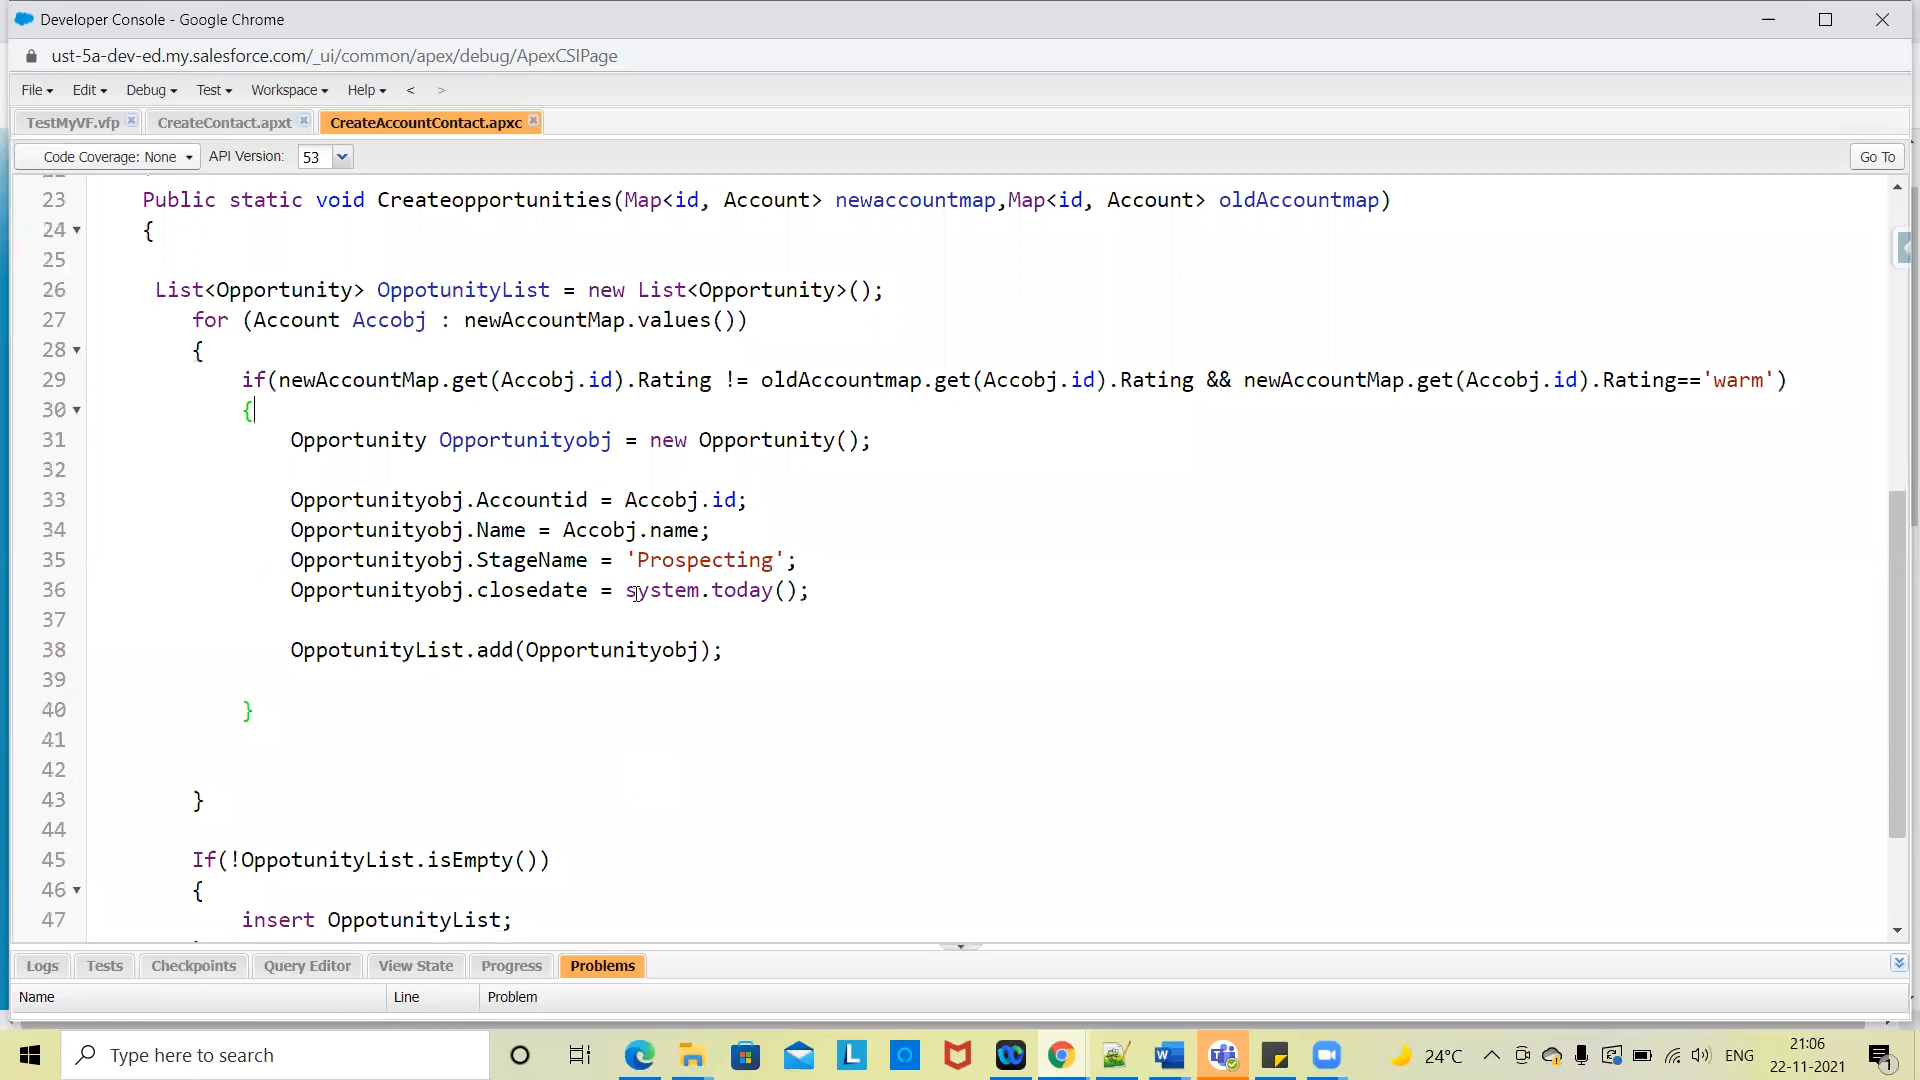 Developer Console - Google Chrome
ust-5a-dev-ed.my.salesforce.com/_ui/common/apex/debug/ApexCSIPage
File Edit Debug Test Workspace Help < >
TestMyVF.vfp CreateContact.apxt CreateAccountContact.apxc
Code Coverage: None API Version: 53 Go To
23 Public static void Createopportunities(Map<id, Account> newaccountmap,Map<id, Account> oldAccountmap)
24 {
25
26 List<Opportunity> OppotunityList = new List<Opportunity>();
27 for (Account Accobj : newAccountMap.values())
28 {
29 if(newAccountMap.get(Accobj.id).Rating != oldAccountmap.get(Accobj.id).Rating && newAccountMap.get(Accobj.id).Rating=='warm')
30 {
31 Opportunity Opportunityobj = new Opportunity();
32
33 Opportunityobj.Accountid = Accobj.id;
34 Opportunityobj.Name = Accobj.name;
35 Opportunityobj.StageName = 'Prospecting';
36 Opportunityobj.closedate = system.today();
37
38 OppotunityList.add(Opportunityobj);
39
40 }
41
42
43 }
44
45 If(!OppotunityList.isEmpty())
46 {
47 insert OppotunityList;
Logs Tests Checkpoints Query Editor View State Progress Problems
Name Line Problem
Type here to search
24°C ENG 21:06
22-11-2021
1